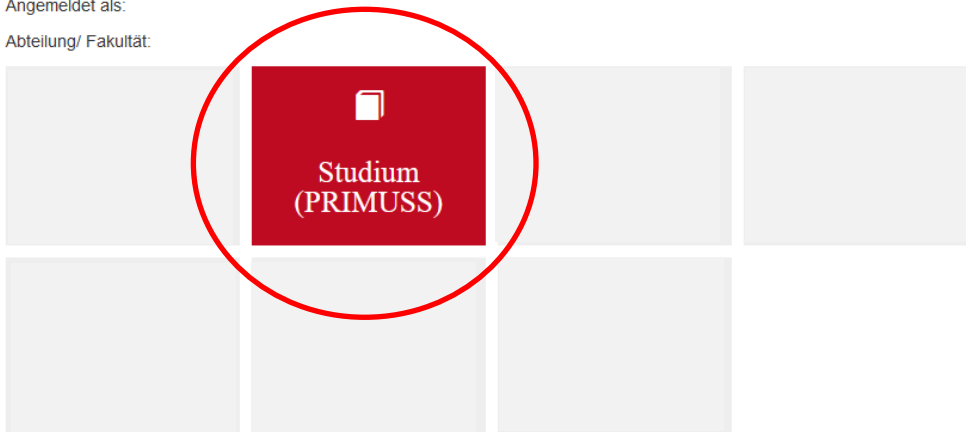 Angemeldet als:
Abteilung/ Fakultät:
Studium
(PRIMUSS)